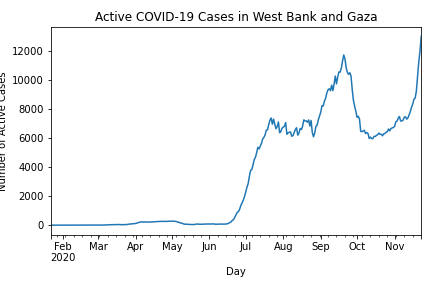 Active COVID-19 Cases in West Bank and Gaza
Number of Active Cases
12000
10000
8000
6000
4000
2000
0
Feb Mar Apr May Jun Jul Aug Sep Oct Nov
2020
Day